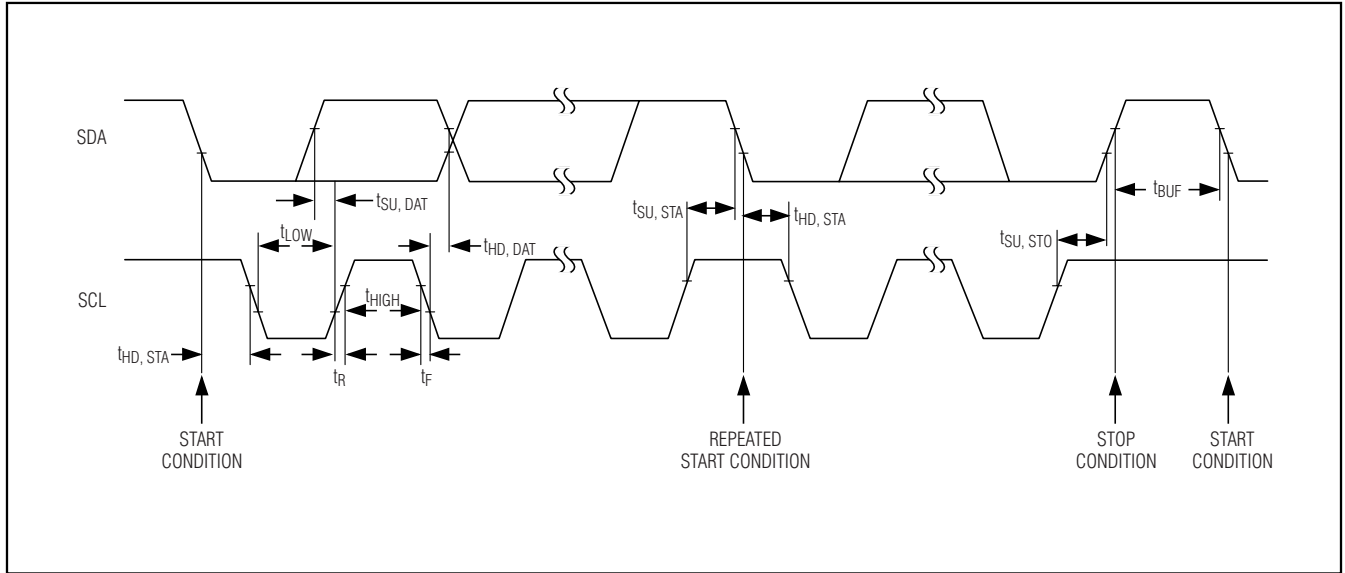 SDA
tSU, DAT
tLOW
tHD, DAT
tSU, STA
tHD, STA
tBUF
tSU, STO
SCL
tHIGH
tHD, STA
tR
tF
START
CONDITION
REPEATED
START CONDITION
STOP
CONDITION
START
CONDITION